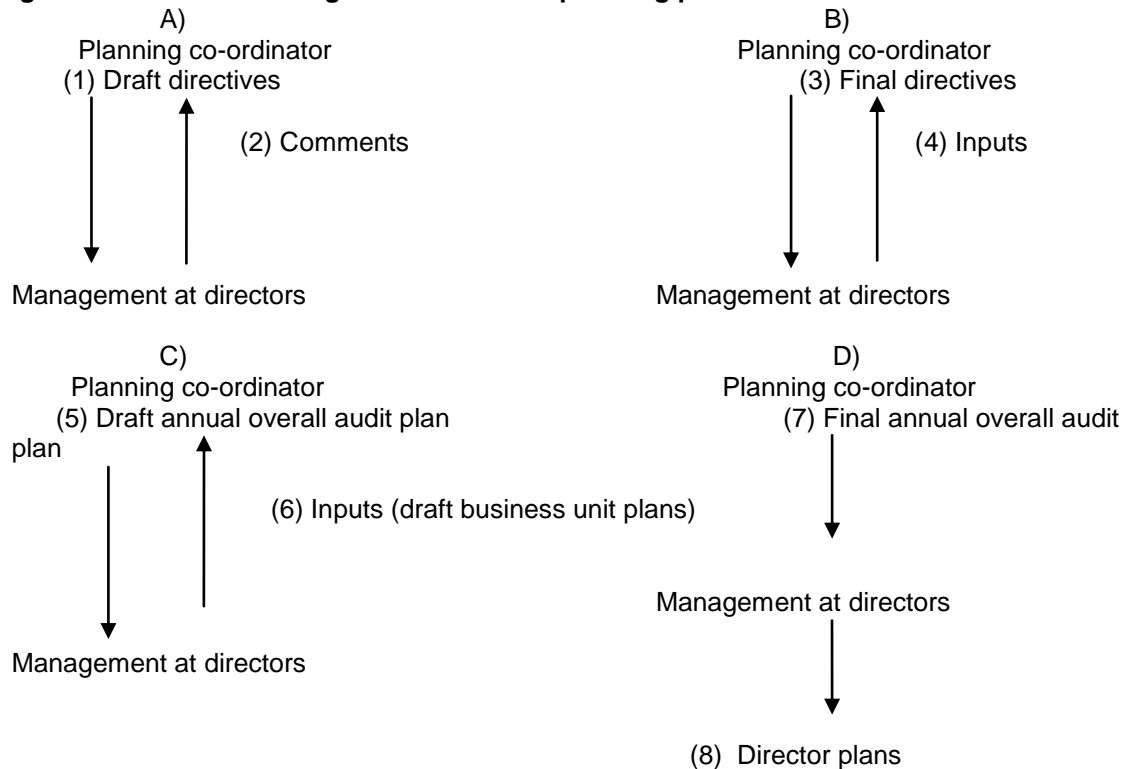 A)
Planning co-ordinator
(1) Draft directives
(2) Comments
Management at directors
B)
Planning co-ordinator
(3) Final directives
(4) Inputs
Management at directors
C)
Planning co-ordinator
(5) Draft annual overall audit plan
(6) Inputs (draft business unit plans)
Management at directors
D)
Planning co-ordinator
(7) Final annual overall audit
plan
Management at directors
(8) Director plans